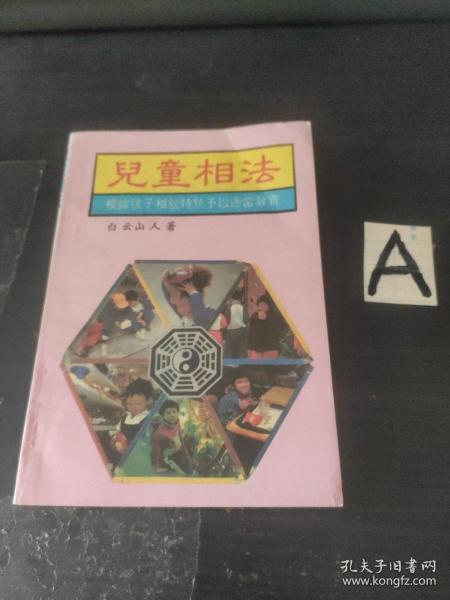 兒童相法
根據孩子相貌特點予以適當教育
白云山人著
A
孔夫子旧书网
www.kongfz.com